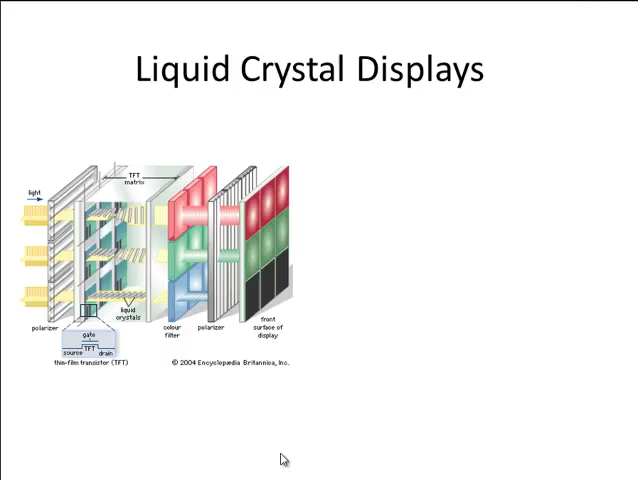 Liquid Crystal Displays
TFT
matrix
light
liquid
crystals
polarizer
colour
filter
polarizer
front
surface of
display
gate
TFT
source
drain
thin-film transistor (TFT)
© 2004 Encyclopædia Britannica, Inc.